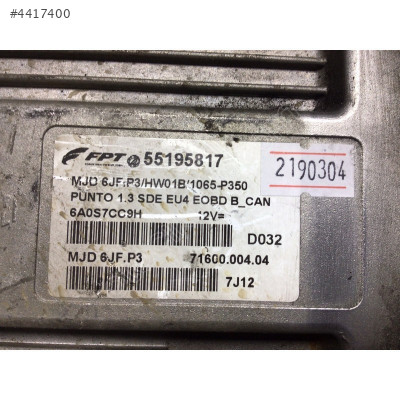 #4417400
FPT 55195817
2190304
MJD 6JF.P3/HW01B/1065-P350
PUNTO 1.3 SDE EU4 EOBD B_CAN
6A0S7CC9H 12V=
D032
MJD 6JF.P3 71600.004.04
7J12